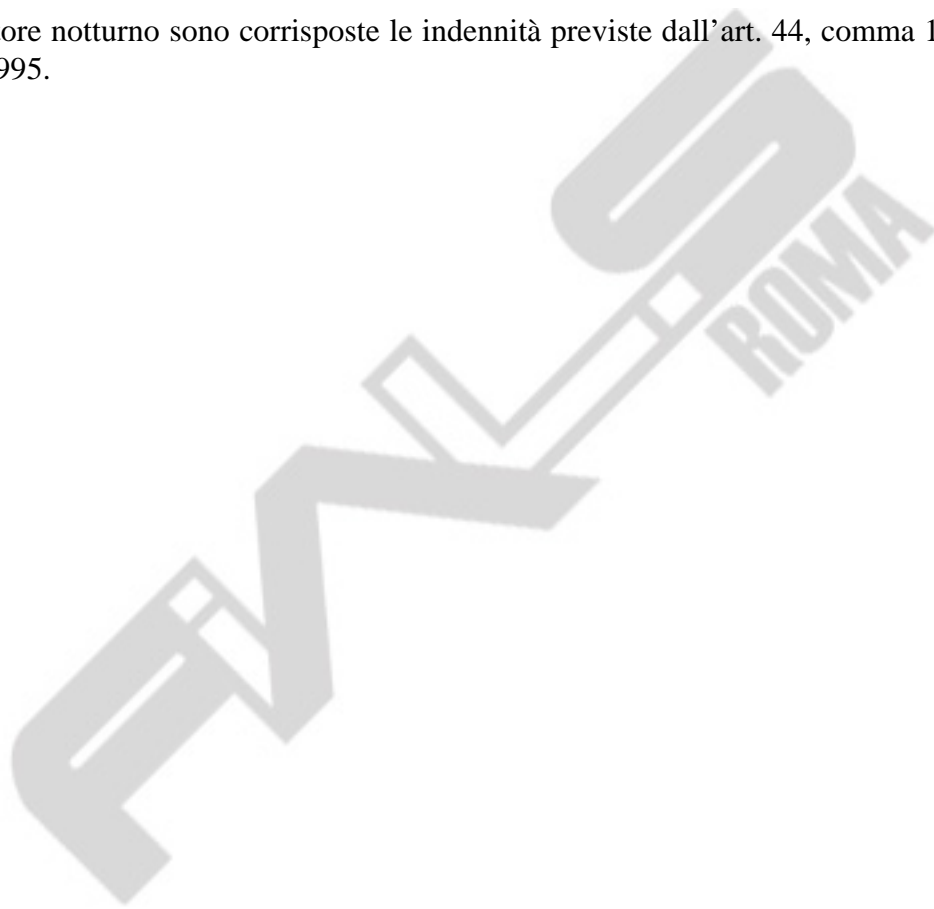 ore notturno sono corrisposte le indennità previste dall'art. 44, comma 1
995.
FIALS
ROMA